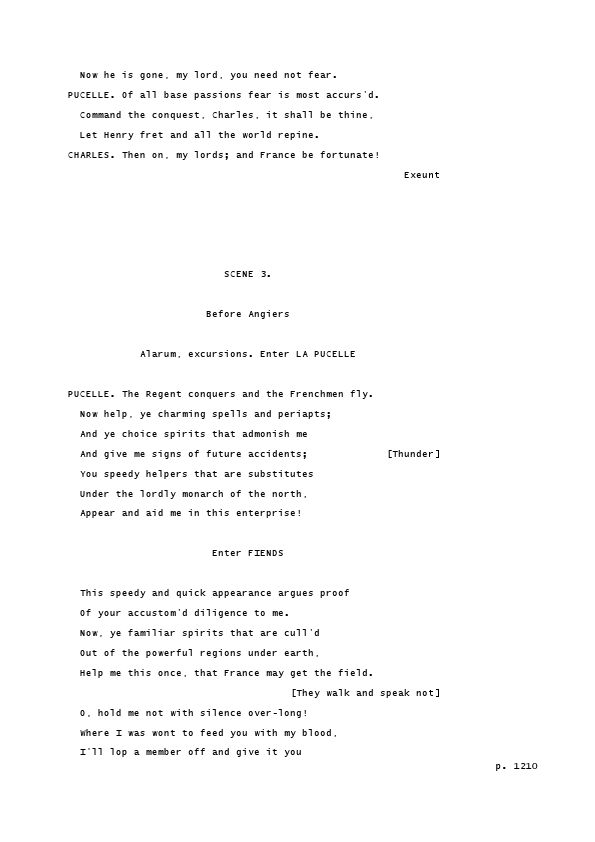 Now he is gone, my lord, you need not fear.
PUCELLE. Of all base passions fear is most accurs'd.
Command the conquest, Charles, it shall be thine,
Let Henry fret and all the world repine.
CHARLES. Then on, my lords; and France be fortunate!
Exeunt
SCENE 3.
Before Angiers
Alarum, excursions. Enter LA PUCELLE
PUCELLE. The Regent conquers and the Frenchmen fly.
Now help, ye charming spells and periapts;
And ye choice spirits that admonish me
And give me signs of future accidents; [Thunder]
You speedy helpers that are substitutes
Under the lordly monarch of the north,
Appear and aid me in this enterprise!
Enter FIENDS
This speedy and quick appearance argues proof
Of your accustom'd diligence to me.
Now, ye familiar spirits that are cull'd
Out of the powerful regions under earth,
Help me this once, that France may get the field.
[They walk and speak not]
O, hold me not with silence over-long!
Where I was wont to feed you with my blood,
I'll lop a member off and give it you
p. 1210